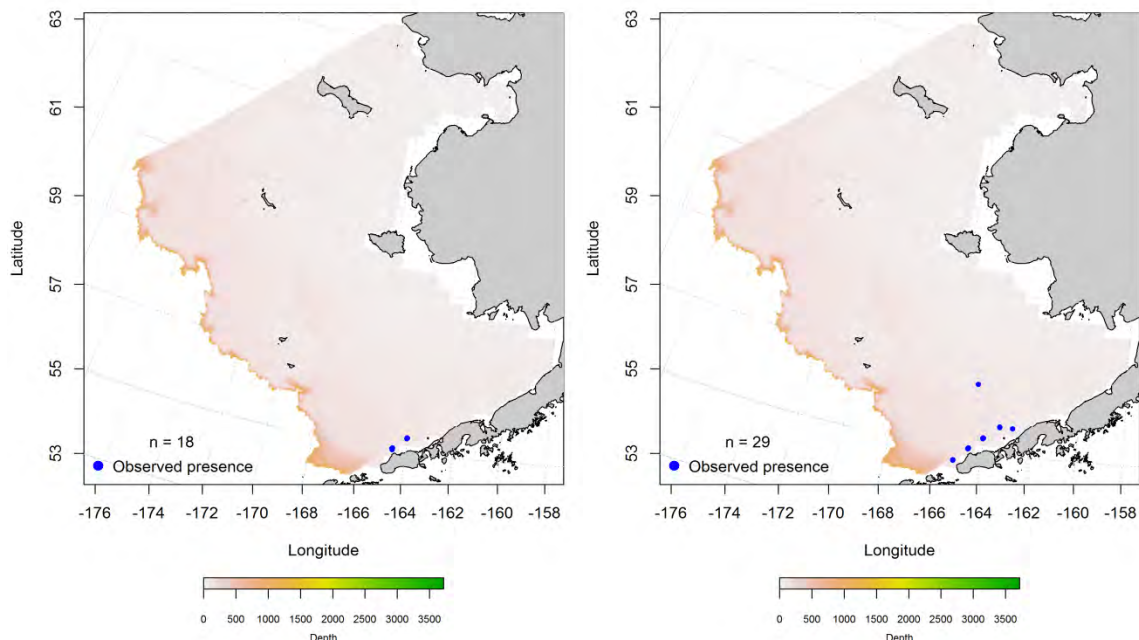 63
61
59
57
55
53
Latitude
n = 18
Observed presence
-176 -174 -172 -170 -168 -166 -164 -162 -160 -158
Longitude
0 500 1000 1500 2000 2500 3000 3500
Depth
63
61
59
57
55
53
Latitude
n = 29
Observed presence
-176 -174 -172 -170 -168 -166 -164 -162 -160 -158
Longitude
0 500 1000 1500 2000 2500 3000 3500
Depth